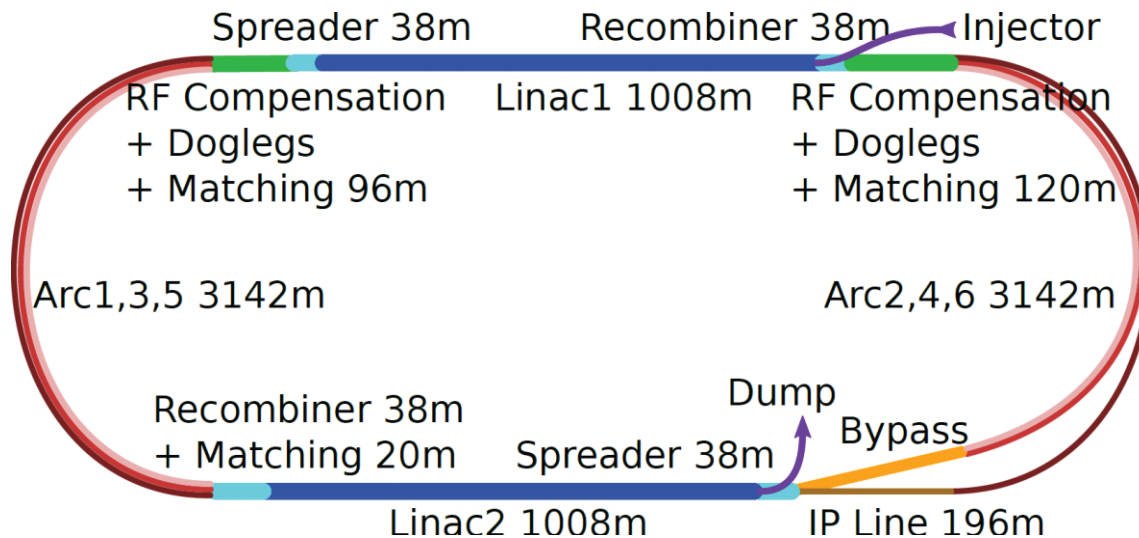 Spreader 38m
Recombiner 38m
Injector
RF Compensation
+ Doglegs
+ Matching 96m
Linac1 1008m
RF Compensation
+ Doglegs
+ Matching 120m
Arc1,3,5 3142m
Arc2,4,6 3142m
Recombiner 38m
+ Matching 20m
Spreader 38m
Dump
Bypass
Linac2 1008m
IP Line 196m